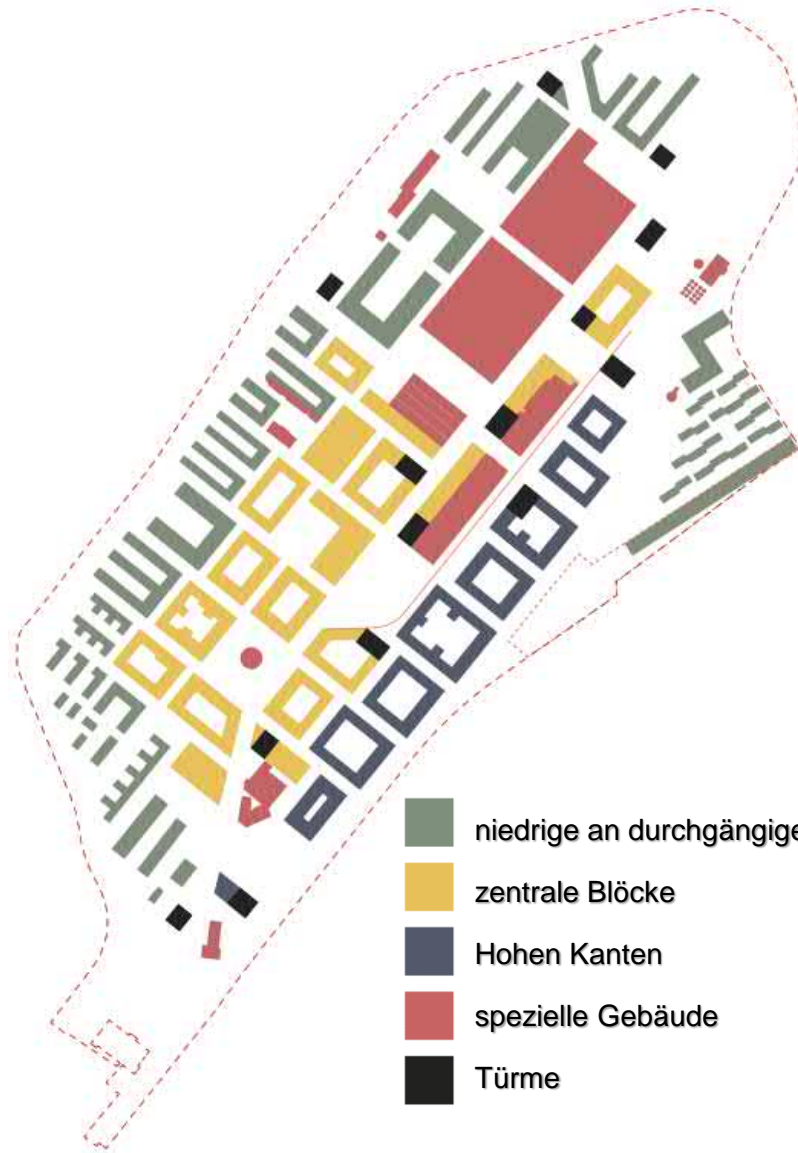 niedrige an durchgängige
zentrale Blöcke
Hohen Kanten
spezielle Gebäude
Türme